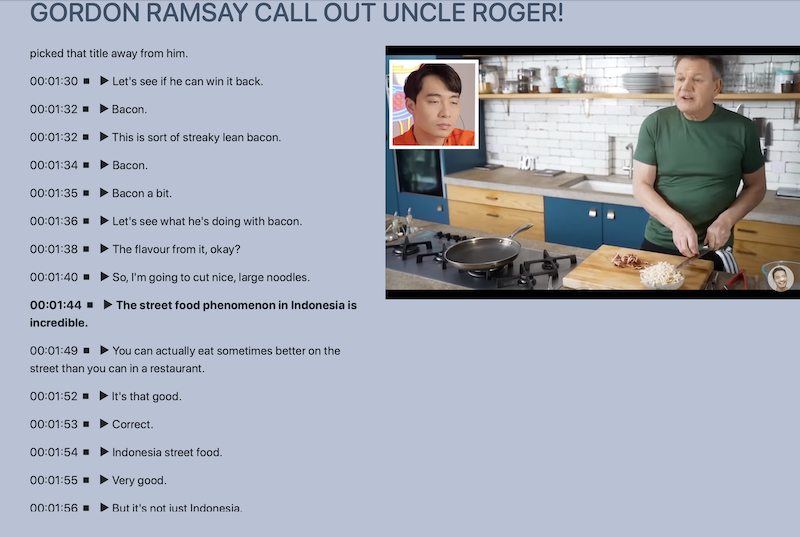 GORDON RAMSAY CALL OUT UNCLE ROGER!
picked that title away from him.
00:01:30 ■ ▶ Let's see if he can win it back.
00:01:32 ■ ▶ Bacon.
00:01:32 ■ ▶ This is sort of streaky lean bacon.
00:01:34 ■ ▶ Bacon.
00:01:35 ■ ▶ Bacon a bit.
00:01:36 ■ ▶ Let's see what he's doing with bacon.
00:01:38 ■ ▶ The flavour from it, okay?
00:01:40 ■ ▶ So, I'm going to cut nice, large noodles.
00:01:44 ■ ▶ The street food phenomenon in Indonesia is
incredible.
00:01:49 ■ ▶ You can actually eat sometimes better on the
street than you can in a restaurant.
00:01:52 ■ ▶ It's that good.
00:01:53 ■ ▶ Correct.
00:01:54 ■ ▶ Indonesia street food.
00:01:55 ■ ▶ Very good.
00:01:56 ■ ▶ But it's not just Indonesia.